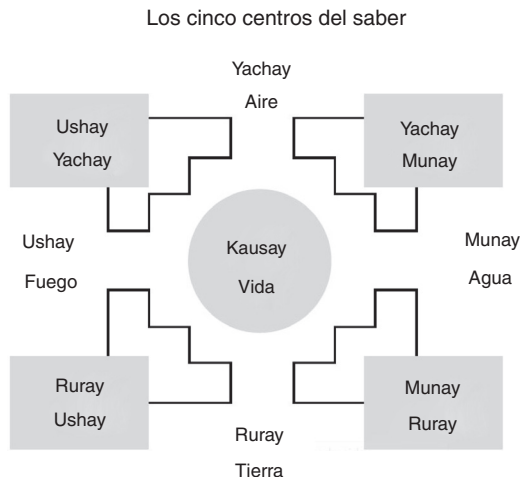 Los cinco centros del saber
Yachay
Aire
Ushay
Yachay
Yachay
Munay
Ushay
Fuego
Kausay
Vida
Munay
Agua
Ruray
Ushay
Munay
Ruray
Ruray
Tierra